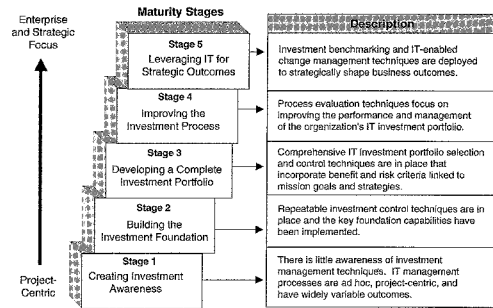 Enterprise
and Strategic
Focus
Maturity Stages
Description
Stage 5
Leveraging IT for
Strategic Outcomes
Investment benchmarking and IT-enabled
change management techniques are deployed
to strategically shape business outcomes.
Stage 4
Improving the
Investment Process
Process evaluation techniques focus on
improving the performance and management
of the organization's IT investment portfolio.
Stage 3
Developing a Complete
Investment Portfolio
Comprehensive IT investment portfolio selection
and control techniques are in place that
incorporate benefit and risk criteria linked to
mission goals and strategies.
Stage 2
Building the
Investment Foundation
Repeatable investment control techniques are in
place and the key foundation capabilities have
been implemented.
Stage 1
Creating Investment
Awareness
There is little awareness of investment
management techniques. IT management
processes are ad hoc, project-centric, and
have widely variable outcomes.
Project-
Centric